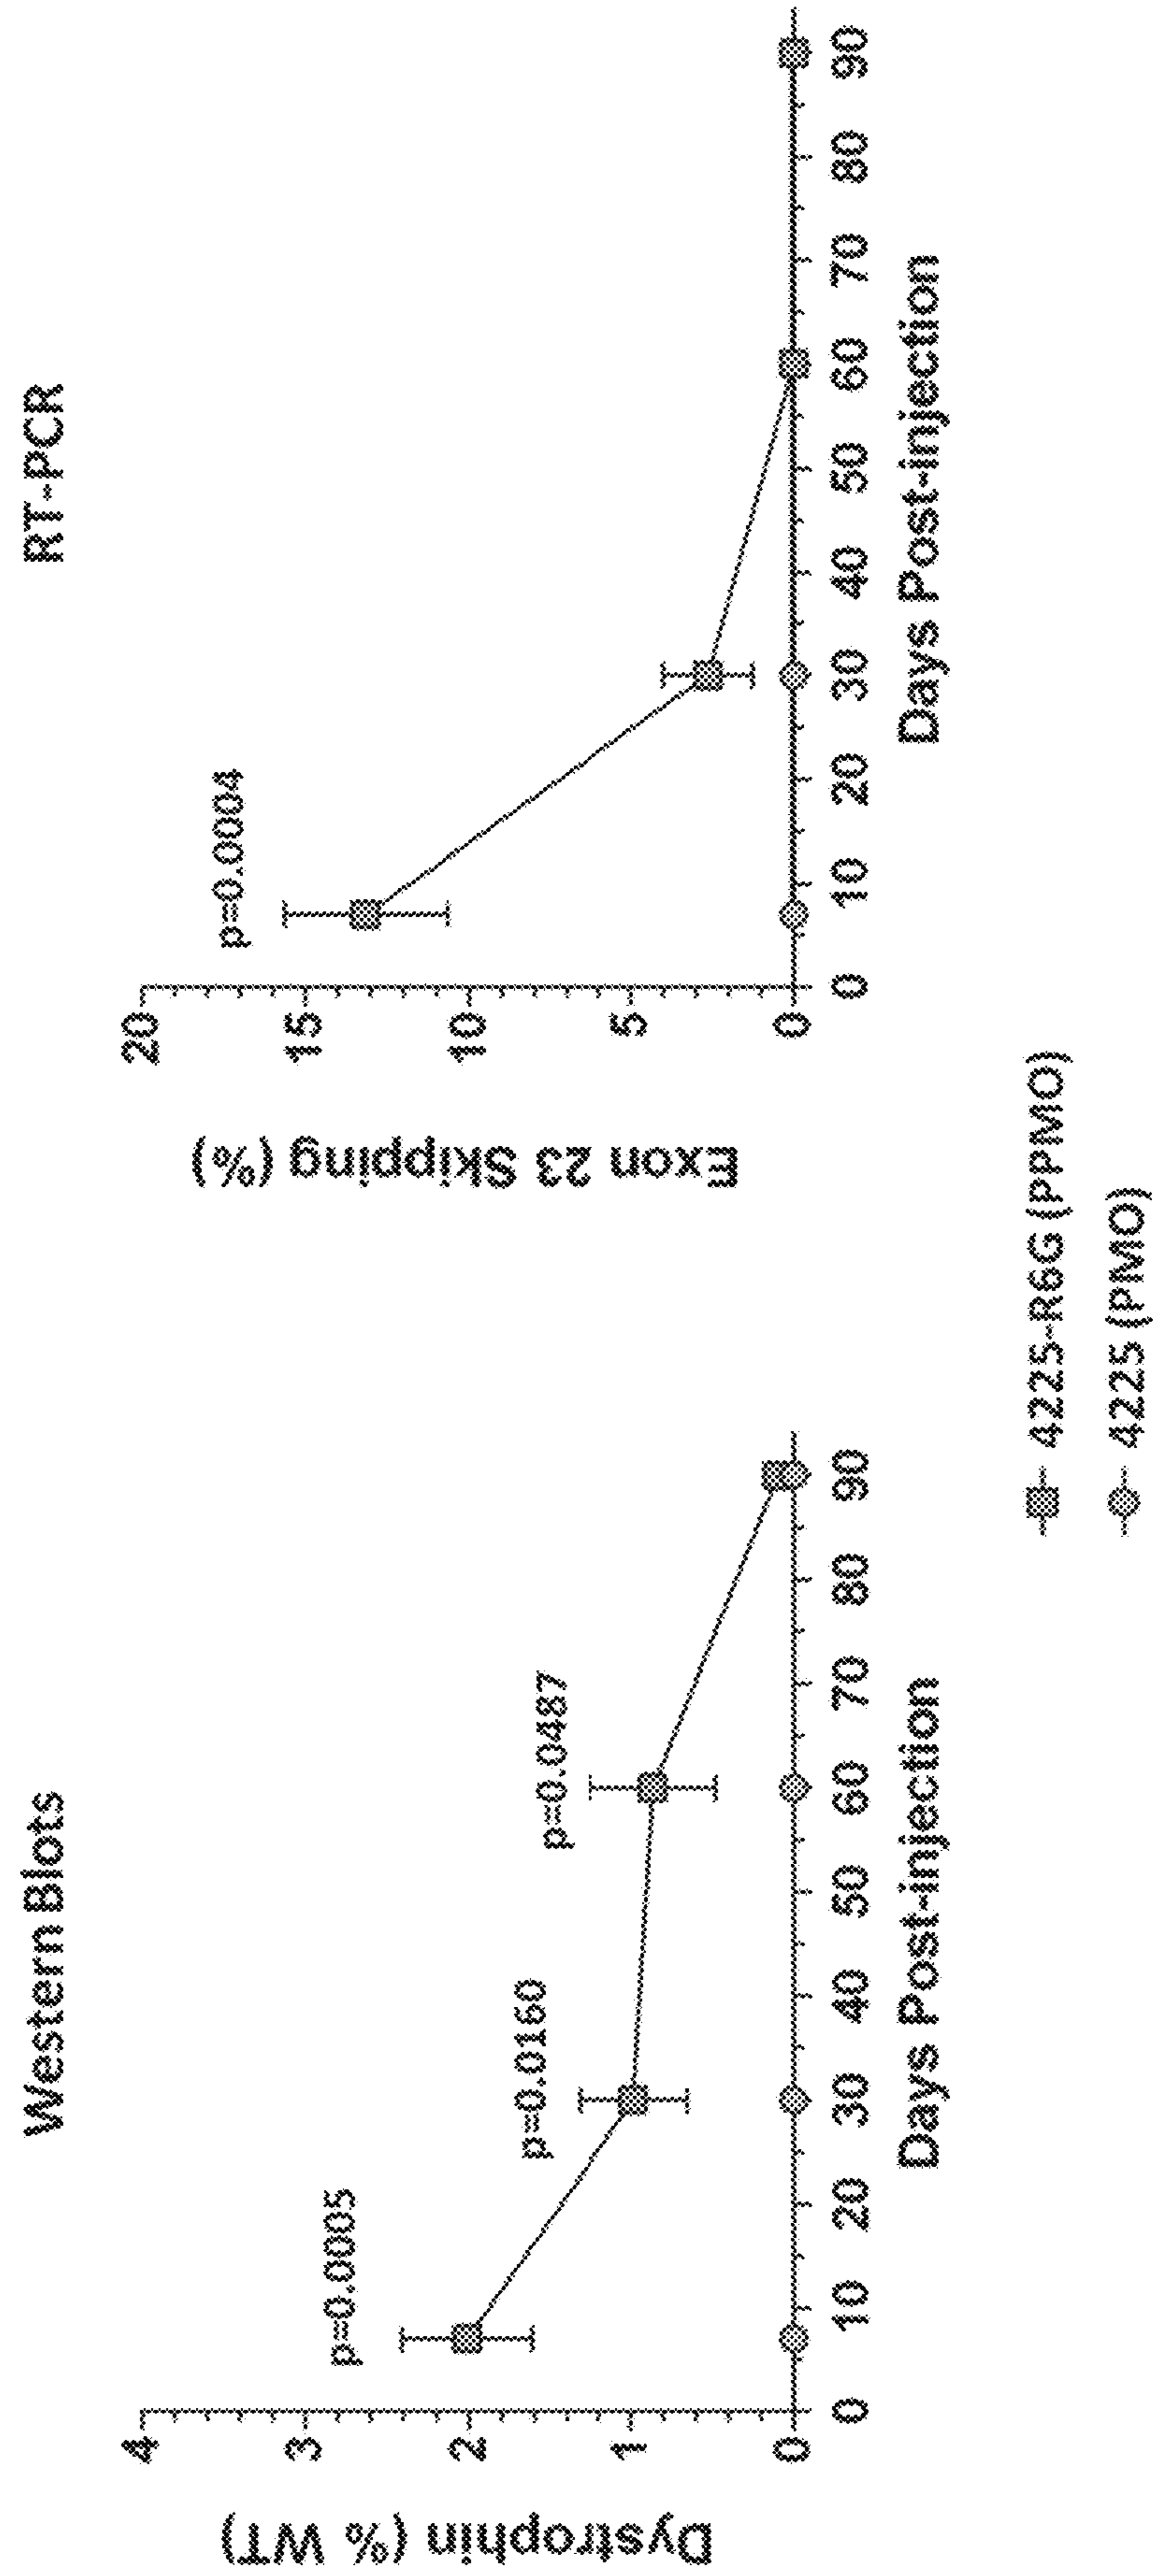 Western Blots
Dystrophin (% WT)
4
3
2
1
0
p=0.0005
p=0.0160
p=0.0487
0 10 20 30 40 50 60 70 80 90
Days Post-injection
RT-PCR
Exon 23 Skipping (%)
20
15
10
5
0
p=0.0004
0 10 20 30 40 50 60 70 80 90
Days Post-injection
4225-R6G (PPMO)
4225 (PMO)